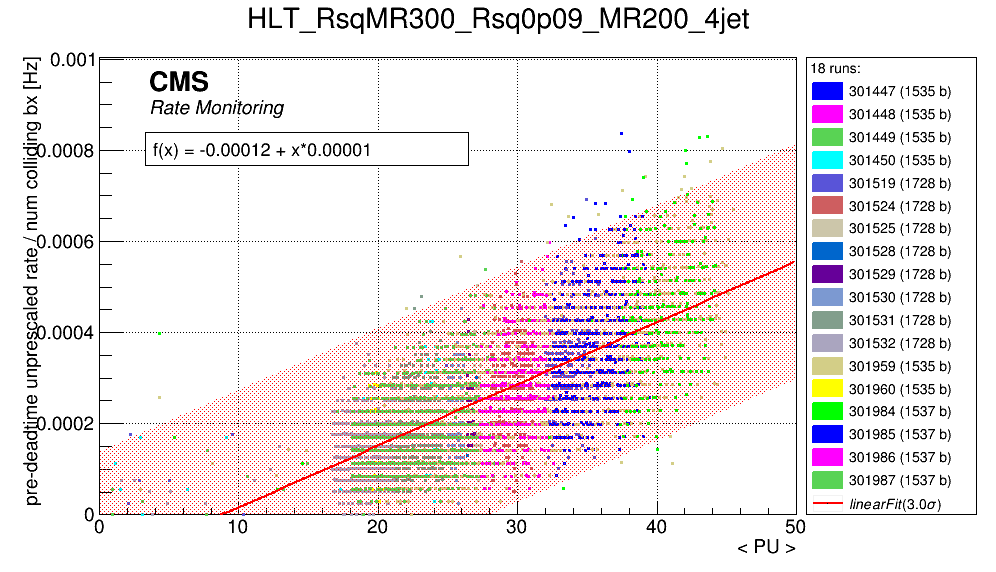 HLT_RsqMR300_Rsq0p09_MR200_4jet
pre-deadtime unprescaled rate / num colliding bx [Hz]
0.001
0.0008
0.0006
0.0004
0.0002
0
CMS
Rate Monitoring
f(x) = -0.00012 + x*0.00001
0 10 20 30 40 50
< PU >
18 runs:
301447 (1535 b)
301448 (1535 b)
301449 (1535 b)
301450 (1535 b)
301519 (1728 b)
301524 (1728 b)
301525 (1728 b)
301528 (1728 b)
301529 (1728 b)
301530 (1728 b)
301531 (1728 b)
301532 (1728 b)
301959 (1535 b)
301960 (1535 b)
301984 (1537 b)
301985 (1537 b)
301986 (1537 b)
301987 (1537 b)
linearFit(3.0σ)